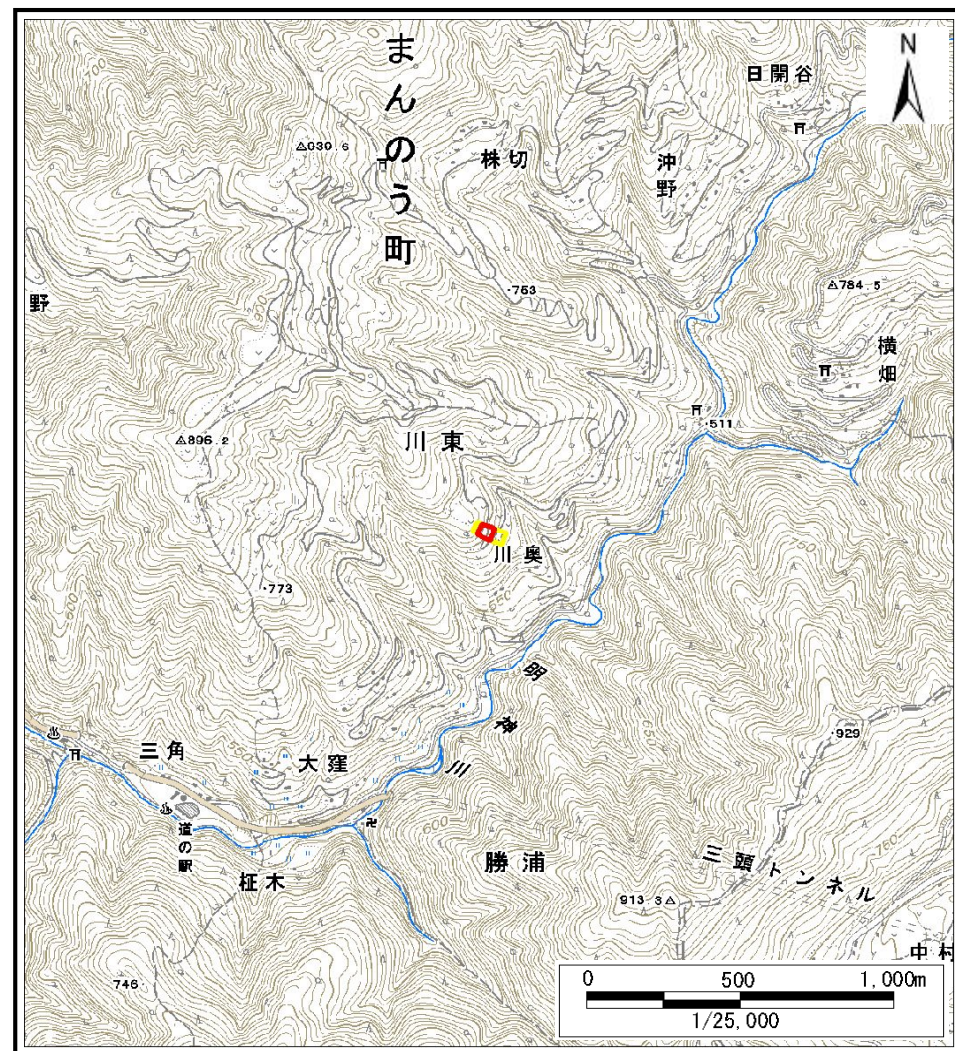 まんのう町
N
日開谷
株切
沖野
・753
784.5
野
横畑
・511
896.2
川東
川奥
・773
明神川
・929
三角
大窪
道の駅
勝浦
三頭トンネル
柾木
600
913.3
中村
746・
0 500 1,000m
1/25,000